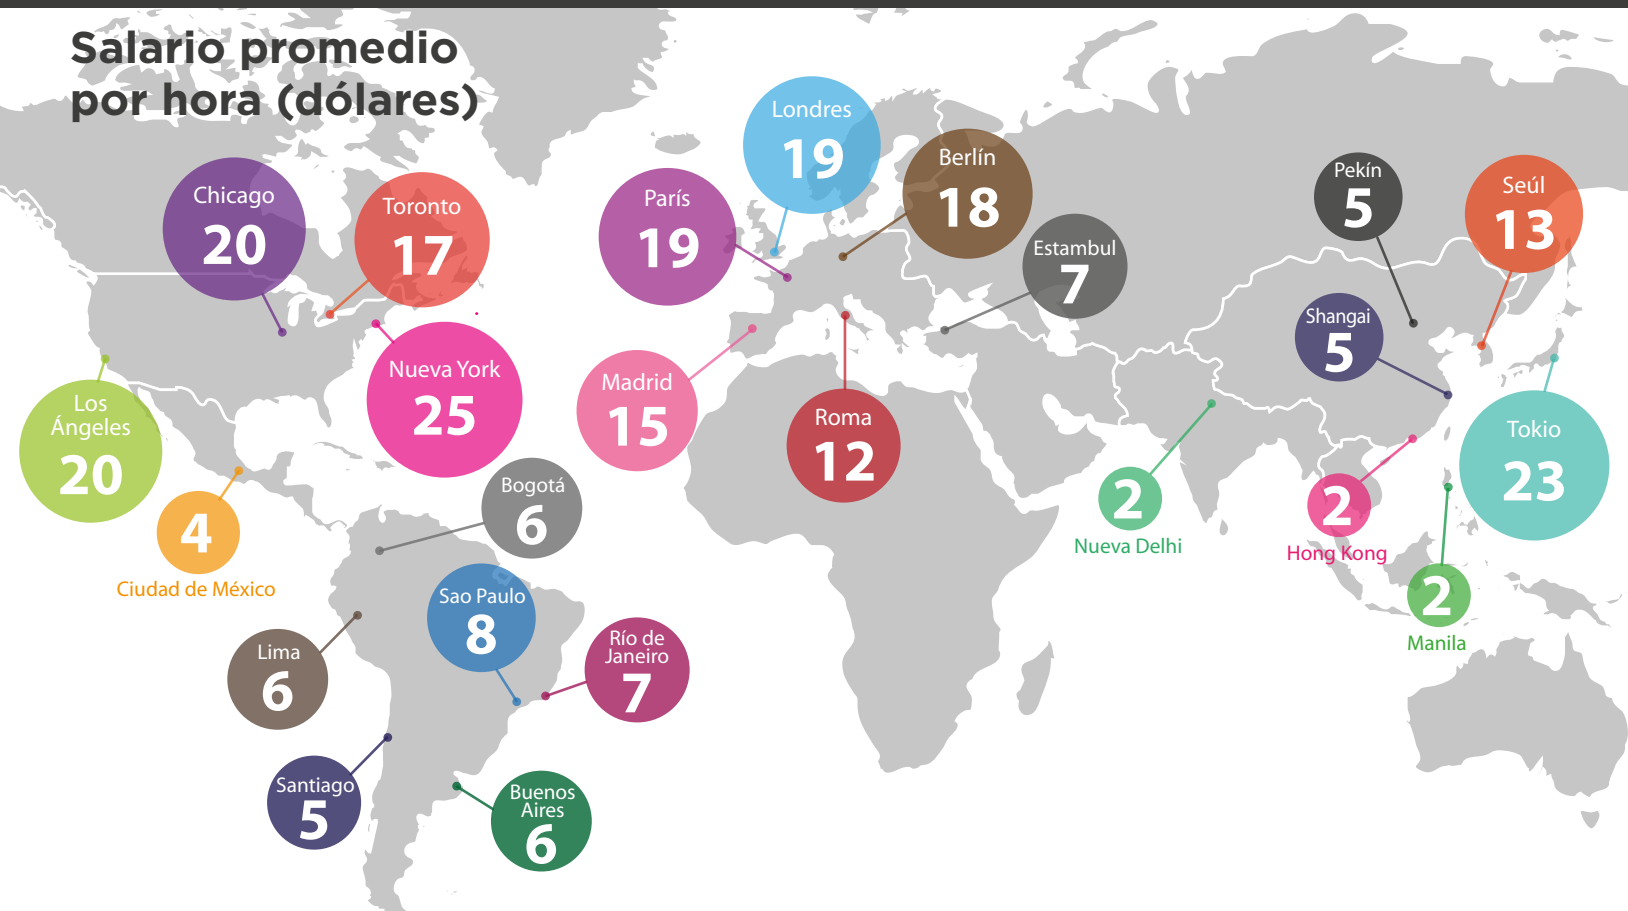 Salario promedio
por hora (dólares)
Chicago
20
Toronto
17
Nueva York
25
Los
Ángeles
20
4
Ciudad de México
Bogotá
6
Lima
6
Sao Paulo
8
Río de
Janeiro
7
Santiago
5
Buenos
Aires
6
Londres
19
París
19
Berlín
18
Estambul
7
Madrid
15
Roma
12
Pekín
5
Seúl
13
Shangai
5
Tokio
23
2
Nueva Delhi
2
Hong Kong
2
Manila